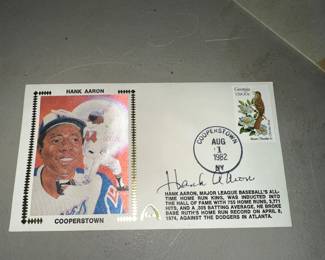 HANK AARON
COOPERSTOWN
Georgia
USA 20c
COOPERSTOWN
AUG
1
1982
NY
Hank Aaron
HANK AARON, MAJOR LEAGUE BASEBALL'S ALL-
TIME HOME RUN KING, WAS INDUCTED INTO
THE HALL OF FAME WITH 755 HOME RUNS, 3,771
HITS, AND A .305 BATTING AVERAGE. HE BROKE
BABE RUTH'S HOME RUN RECORD ON APRIL 8,
1974, AGAINST THE DODGERS IN ATLANTA.